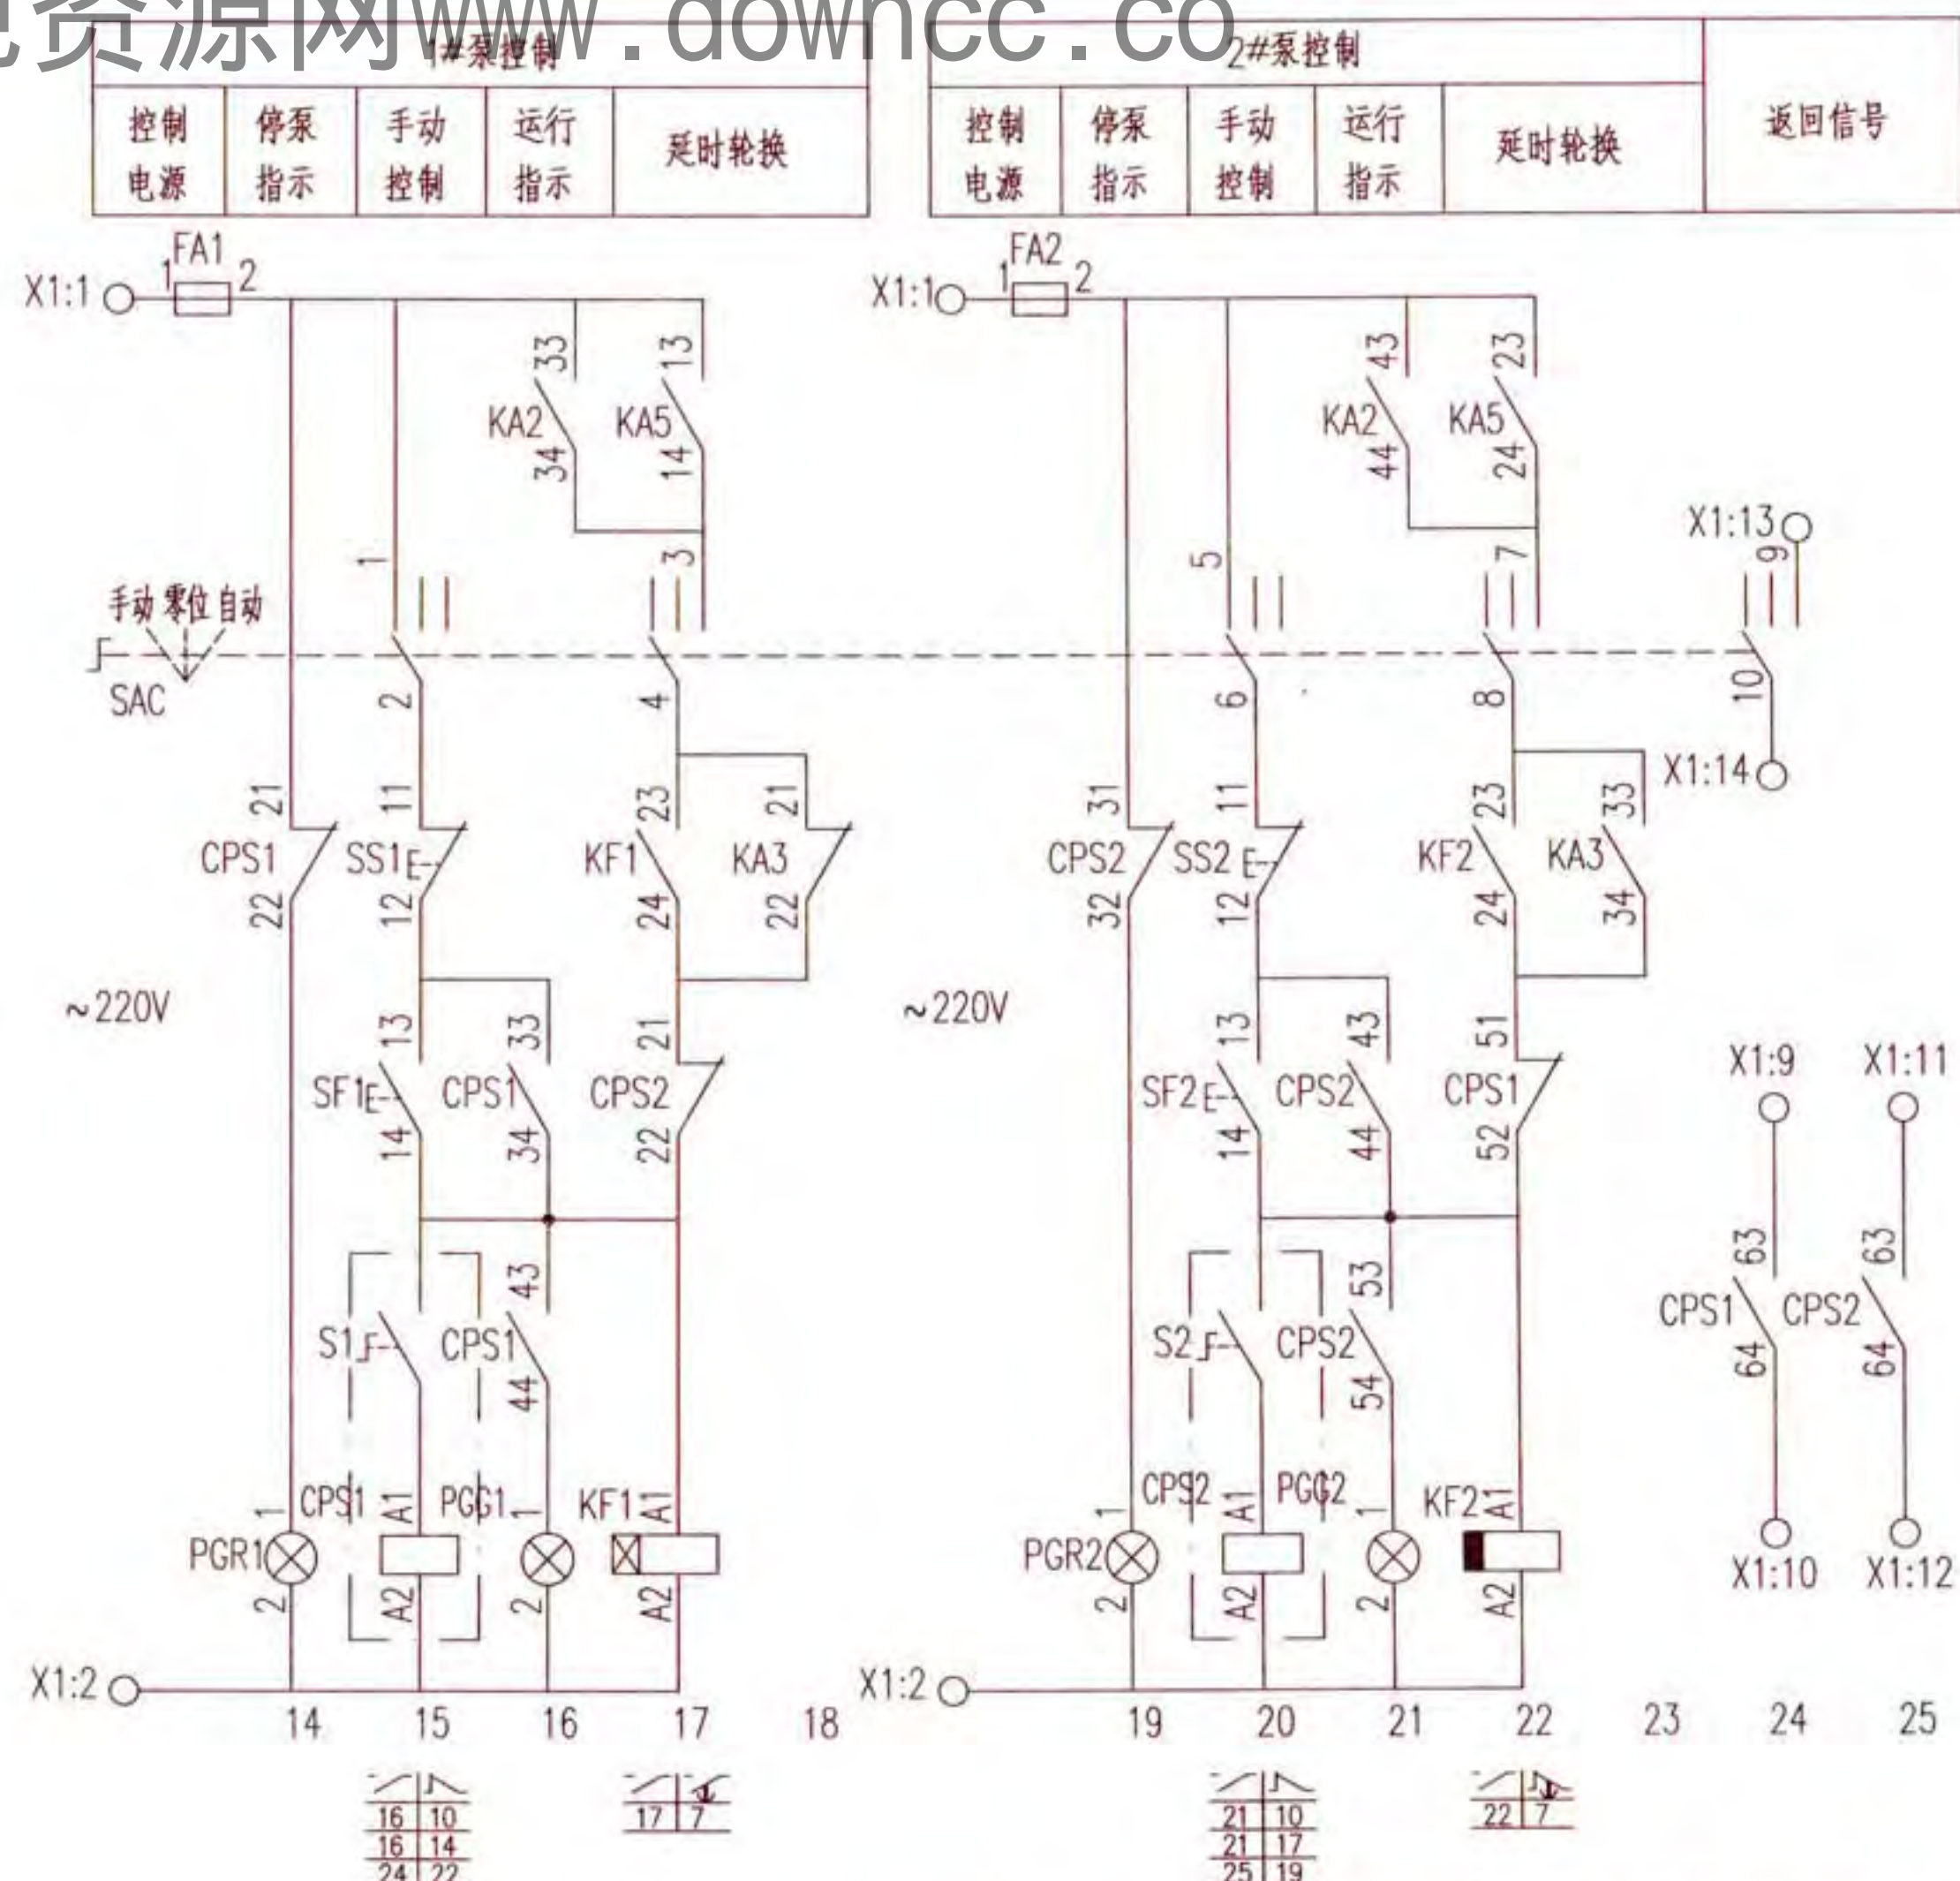 包资源网www.downcc.co
1#泵控制
2#泵控制
返回信号
控制电源
停泵指示
手动控制
运行指示
延时轮换
控制电源
停泵指示
手动控制
运行指示
延时轮换
FA1
FA2
X1:1 1 2
X1:1 1 2
33 13 43 23
KA2 KA5 KA2 KA5
34 14 44 24
X1:13
1 3 5 7 9
手动 零位 自动
SAC
2 4 6 8 10
X1:14
21 11 23 21 31 11 23 33
CPS1 SS1 KF1 KA3 CPS2 SS2 KF2 KA3
22 12 24 22 32 12 24 34
~220V ~220V
13 33 21 13 43 51
X1:9 X1:11
SF1 CPS1 CPS2 SF2 CPS2 CPS1
14 34 22 14 44 52
43 53 63 63
S1 CPS1 S2 CPS2 CPS1 CPS2
44 54 64 64
CPS1 PGG1 KF1 CPS2 PGG2 KF2
1 A1 1 A1 1 A1 1 A1
PGR1 PGR2
2 A2 2 A2 2 A2 2 A2
X1:10 X1:12
X1:2 X1:2
14 15 16 17 18 19 20 21 22 23 24 25
16 10 17 7 21 10 22 7
16 14 21 17
24 22 25 19